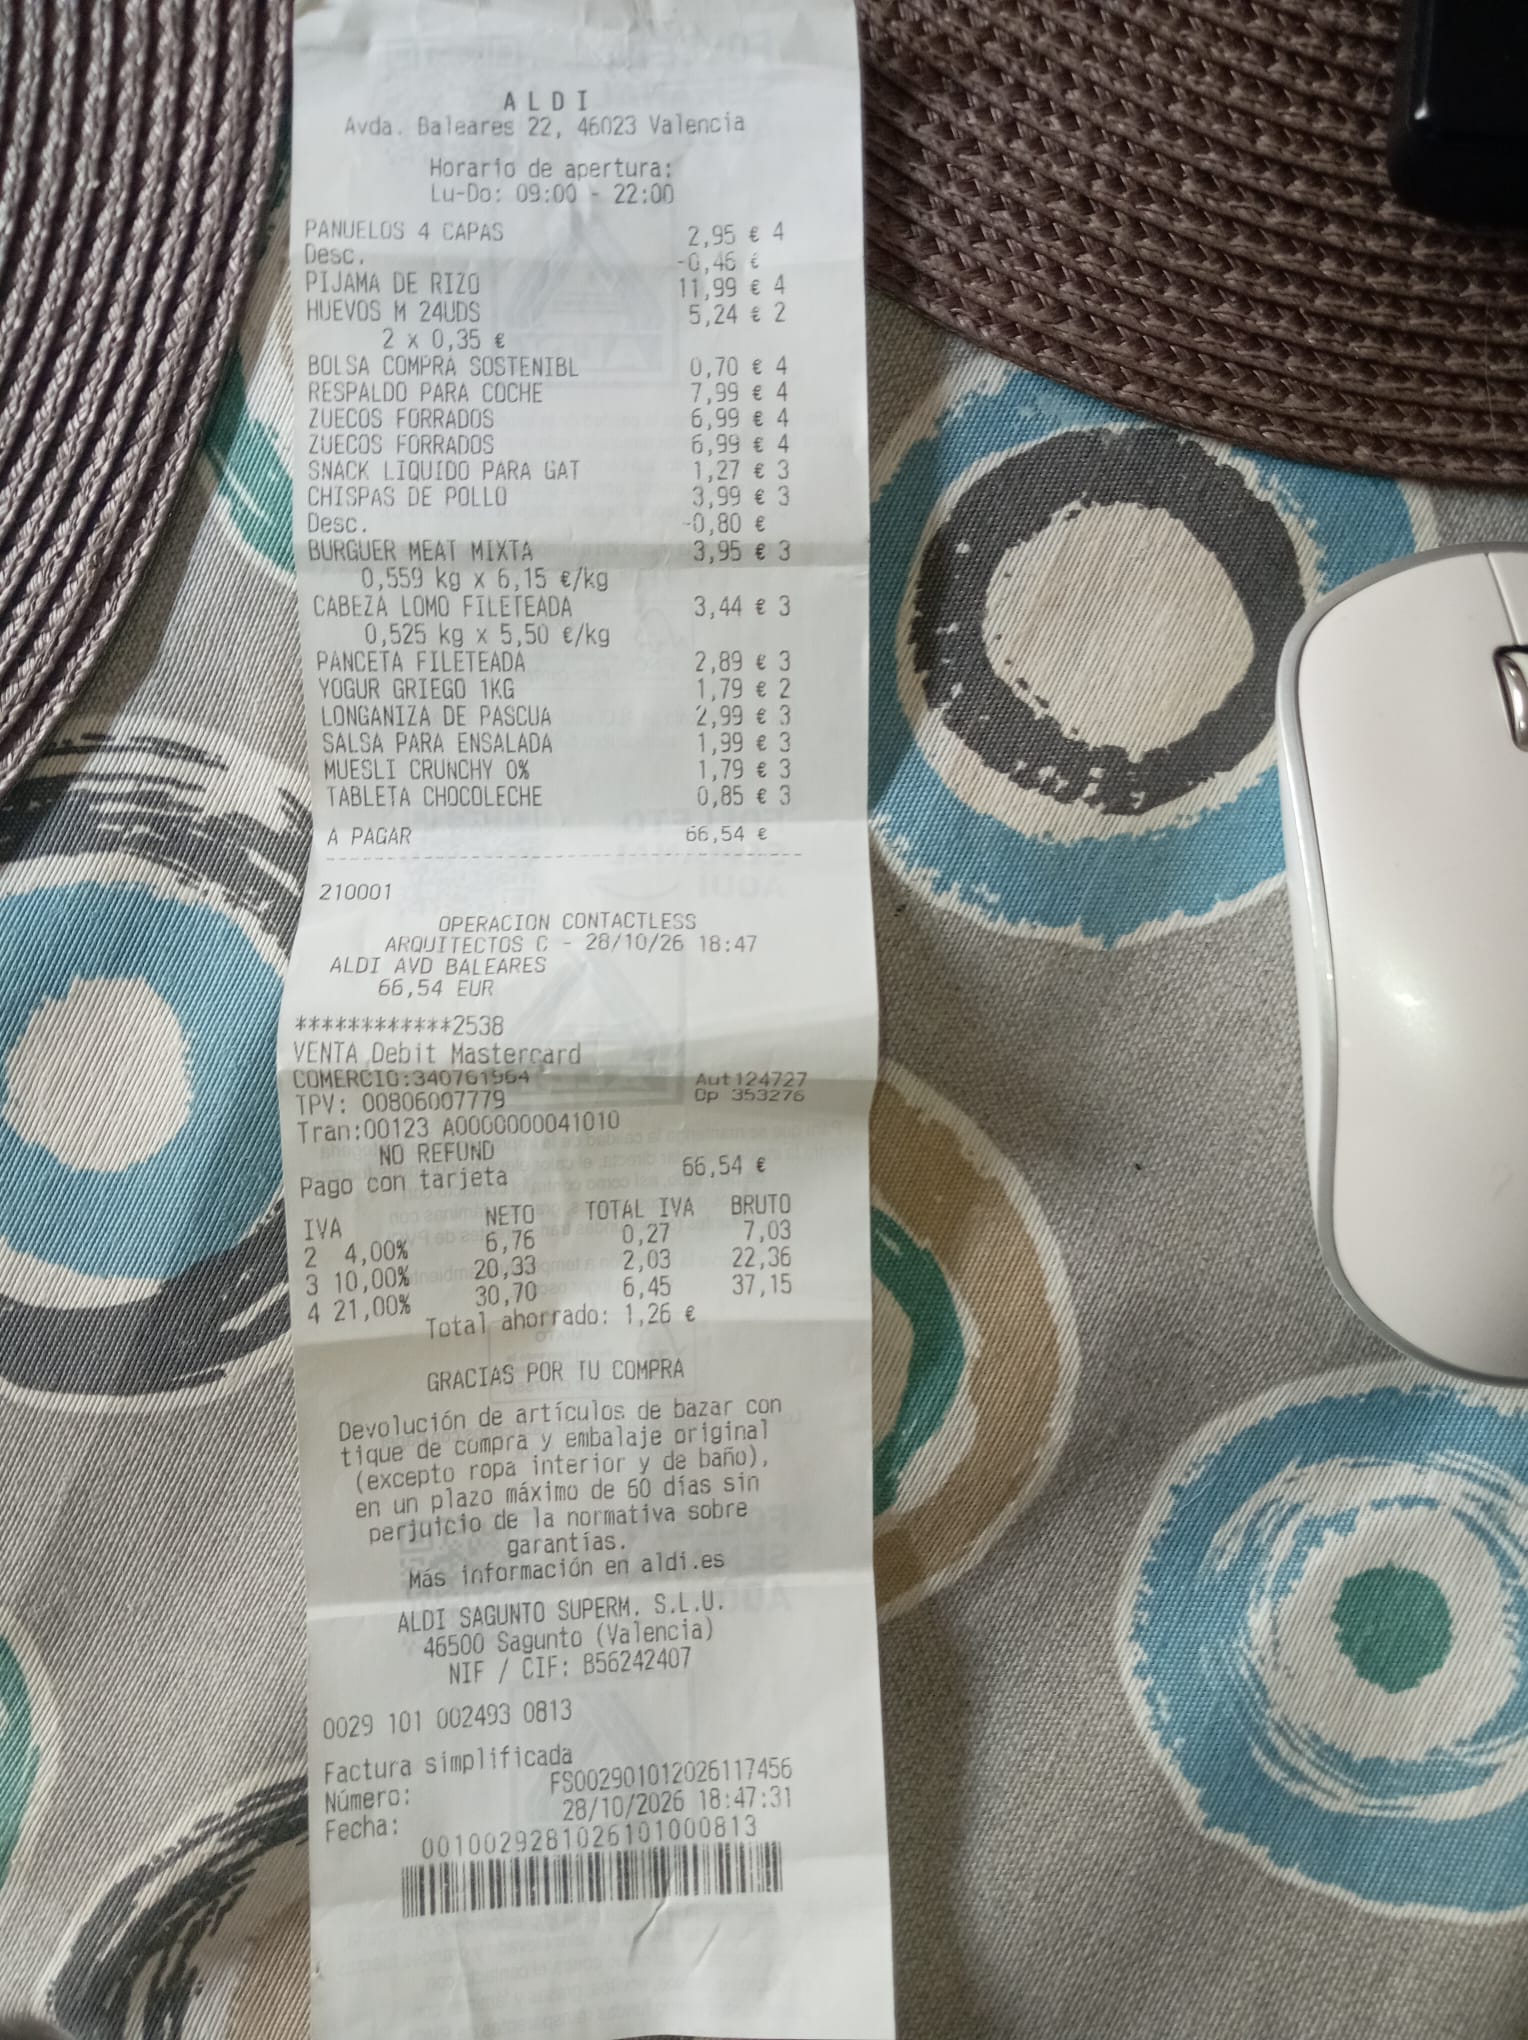 ALDI
Avda. Baleares 22, 46023 Valencia
Horario de apertura:
Lu-Do: 09:00 - 22:00
PANUELOS 4 CAPAS 2,95 € 4
Desc. -0,46 €
PIJAMA DE RIZO 11,99 € 4
HUEVOS M 24UDS 5,24 € 2
2 x 0,35 €
BOLSA COMPRA SOSTENIBL 0,70 € 4
RESPALDO PARA COCHE 7,99 € 4
ZUECOS FORRADOS 6,99 € 4
ZUECOS FORRADOS 6,99 € 4
SNACK LIQUIDO PARA GAT 1,27 € 3
CHISPAS DE POLLO 3,99 € 3
Desc. -0,80 €
BURGUER MEAT MIXTA 3,95 € 3
0,559 kg x 6,15 €/kg
CABEZA LOMO FILETEADA 3,44 € 3
0,525 kg x 5,50 €/kg
PANCETA FILETEADA 2,89 € 3
YOGUR GRIEGO 1KG 1,79 € 2
LONGANIZA DE PASCUA 2,99 € 3
SALSA PARA ENSALADA 1,99 € 3
MUESLI CRUNCHY 0% 1,79 € 3
TABLETA CHOCOLECHE 0,85 € 3
A PAGAR 66,54 €
210001
OPERACION CONTACTLESS
ARQUITECTOS C - 28/10/26 18:47
ALDI AVD BALEARES
66,54 EUR
************2538
VENTA Debit Mastercard
COMERCIO:340761964 Aut124727
TPV: 00806007779 Op 353276
Tran:00123 A0000000041010
NO REFUND
Pago con tarjeta 66,54 €
IVA NETO TOTAL IVA BRUTO
2 4,00% 6,76 0,27 7,03
3 10,00% 20,33 2,03 22,36
4 21,00% 30,70 6,45 37,15
Total ahorrado: 1,26 €
GRACIAS POR TU COMPRA
Devolución de artículos de bazar con
tique de compra y embalaje original
(excepto ropa interior y de baño),
en un plazo máximo de 60 días sin
perjuicio de la normativa sobre
garantías.
Más información en aldi.es
ALDI SAGUNTO SUPERM. S.L.U.
46500 Sagunto (Valencia)
NIF / CIF: B56242407
0029 101 002493 0813
Factura simplificada
Número: FS002901012026117456
Fecha: 28/10/2026 18:47:31
0010029281026101000813